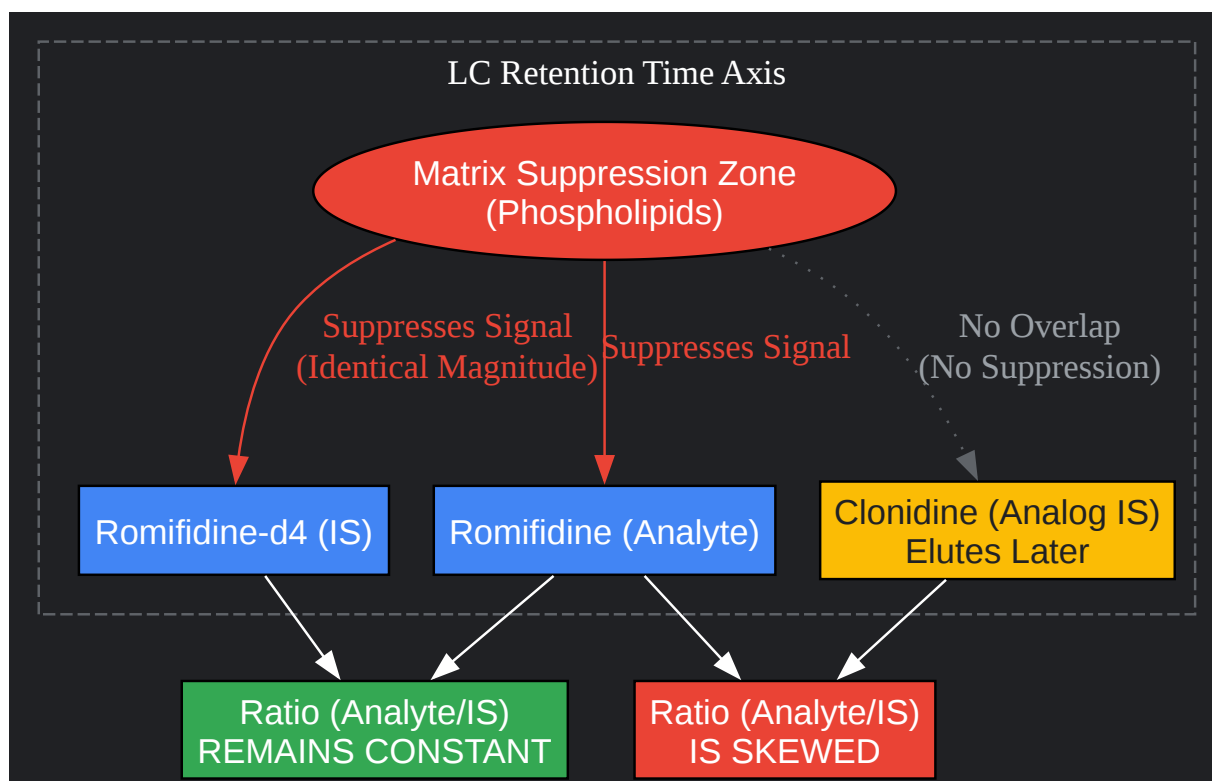 LC Retention Time Axis
Matrix Suppression Zone
(Phospholipids)
Suppresses Signal
(Identical Magnitude)
Suppresses Signal
No Overlap
(No Suppression)
Romifidine-d4 (IS)
Romifidine (Analyte)
Clonidine (Analog IS)
Elutes Later
Ratio (Analyte/IS)
REMAINS CONSTANT
Ratio (Analyte/IS)
IS SKEWED